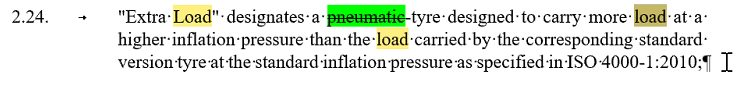 2.24. "Extra Load" designates a pneumatic tyre designed to carry more load at a
higher inflation pressure than the load carried by the corresponding standard
version tyre at the standard inflation pressure as specified in ISO 4000-1:2010;¶